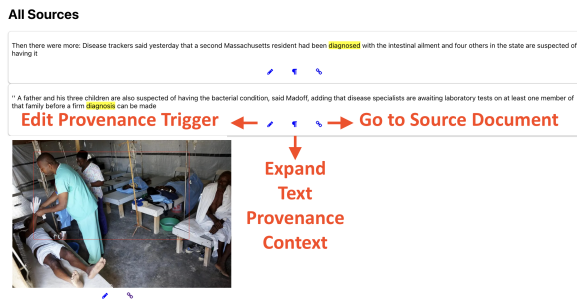 All Sources
Then there were more: Disease trackers said yesterday that a second Massachusetts resident had been diagnosed with the intestinal ailment and four others in the state are suspected of
having it
'' A father and his three children are also suspected of having the bacterial condition, said Madoff, adding that disease specialists are awaiting laboratory tests on at least one member of
that family before a firm diagnosis can be made
Edit Provenance Trigger
Go to Source Document
Expand
Text
Provenance
Context